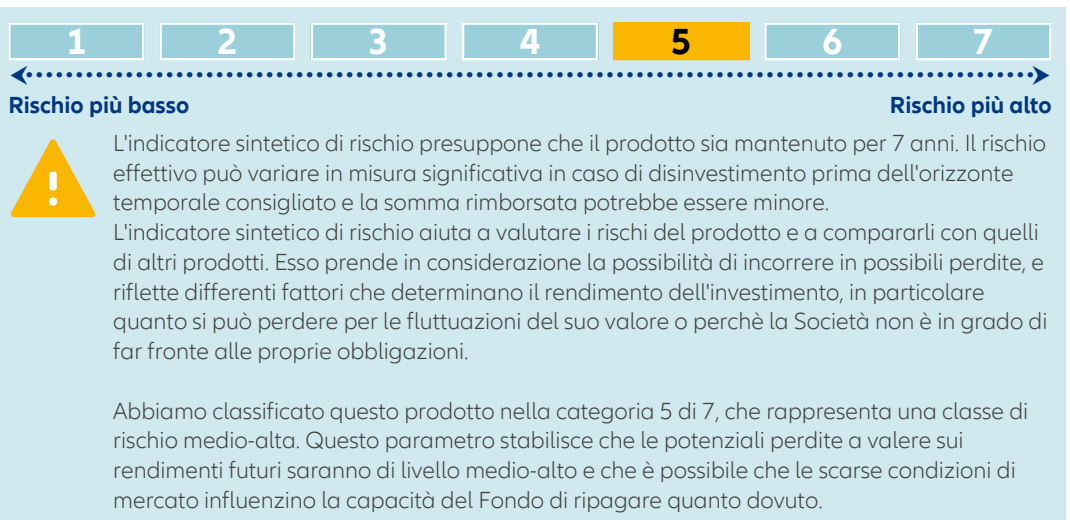 1 2 3 4 5 6 7
Rischio più basso Rischio più alto
L'indicatore sintetico di rischio presuppone che il prodotto sia mantenuto per 7 anni. Il rischio
effettivo può variare in misura significativa in caso di disinvestimento prima dell'orizzonte
temporale consigliato e la somma rimborsata potrebbe essere minore.
L'indicatore sintetico di rischio aiuta a valutare i rischi del prodotto e a compararli con quelli
di altri prodotti. Esso prende in considerazione la possibilità di incorrere in possibili perdite, e
riflette differenti fattori che determinano il rendimento dell'investimento, in particolare
quanto si può perdere per le fluttuazioni del suo valore o perchè la Società non è in grado di
far fronte alle proprie obbligazioni.
Abbiamo classificato questo prodotto nella categoria 5 di 7, che rappresenta una classe di
rischio medio-alta. Questo parametro stabilisce che le potenziali perdite a valere sui
rendimenti futuri saranno di livello medio-alto e che è possibile che le scarse condizioni di
mercato influenzino la capacità del Fondo di ripagare quanto dovuto.